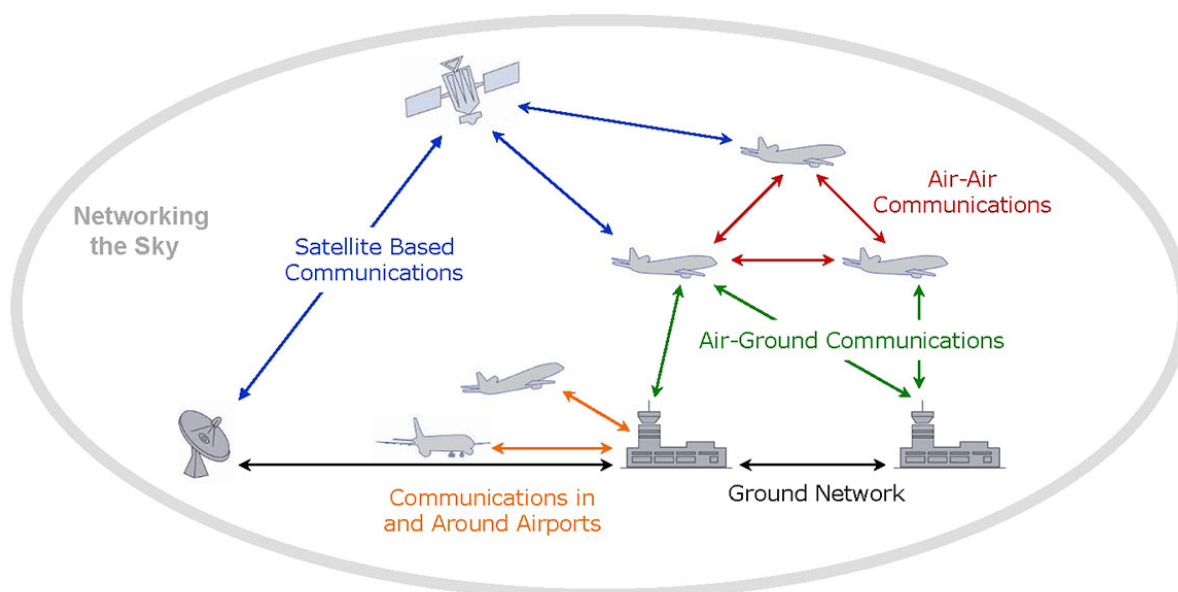 Networking
the Sky
Satellite Based
Communications
Air-Air
Communications
Air-Ground Communications
Communications in
and Around Airports
Ground Network